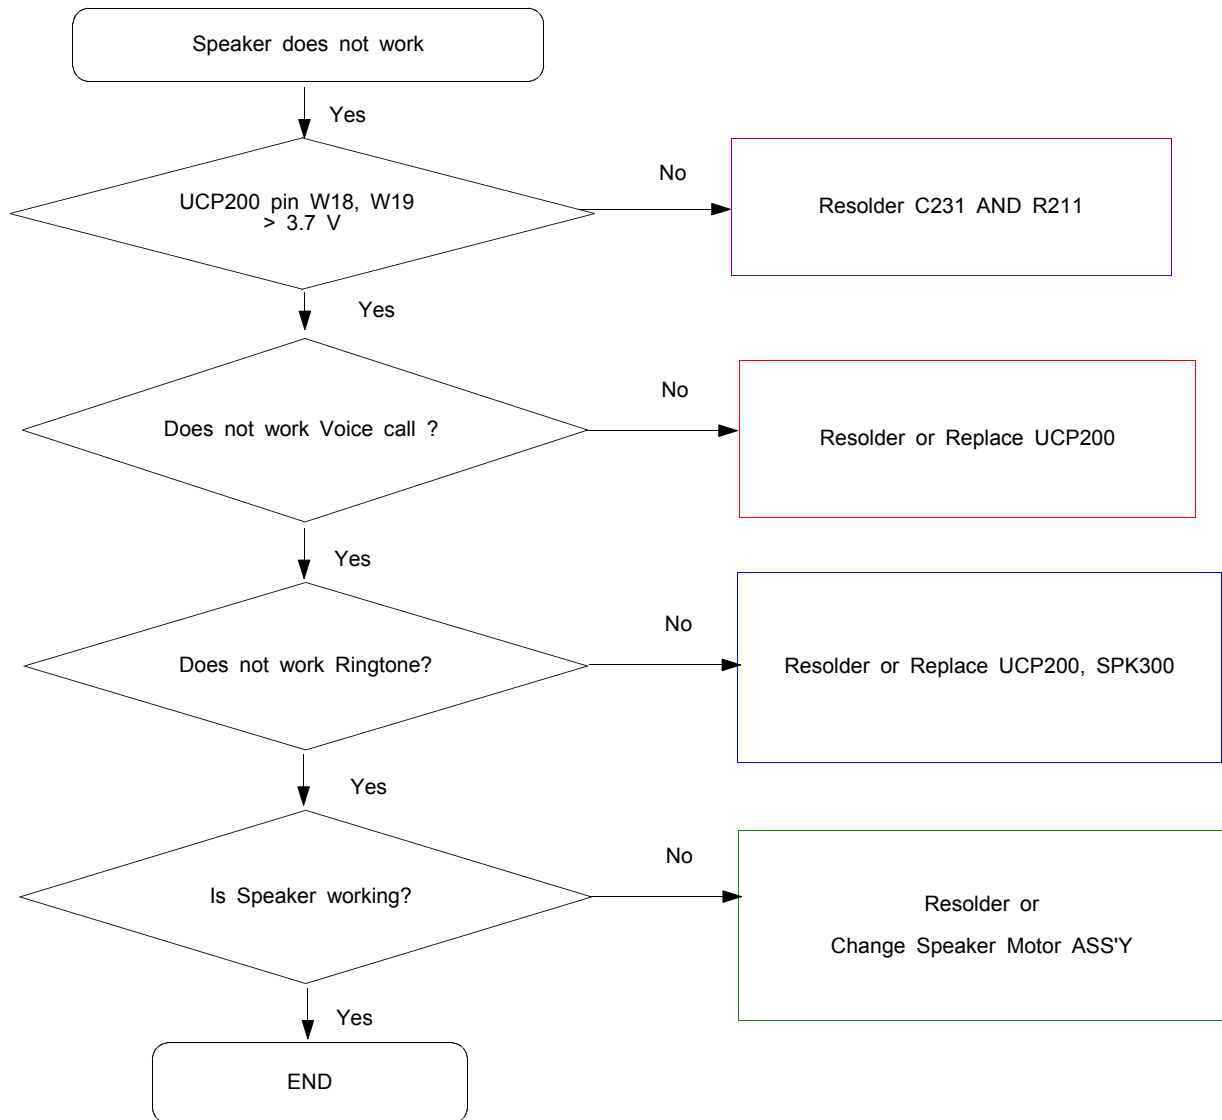 Speaker does not work
Yes
UCP200 pin W18, W19
> 3.7 V
No
Resolder C231 AND R211
Yes
Does not work Voice call ?
No
Resolder or Replace UCP200
Yes
Does not work Ringtone?
No
Resolder or Replace UCP200, SPK300
Yes
Is Speaker working?
No
Resolder or
Change Speaker Motor ASS'Y
Yes
END